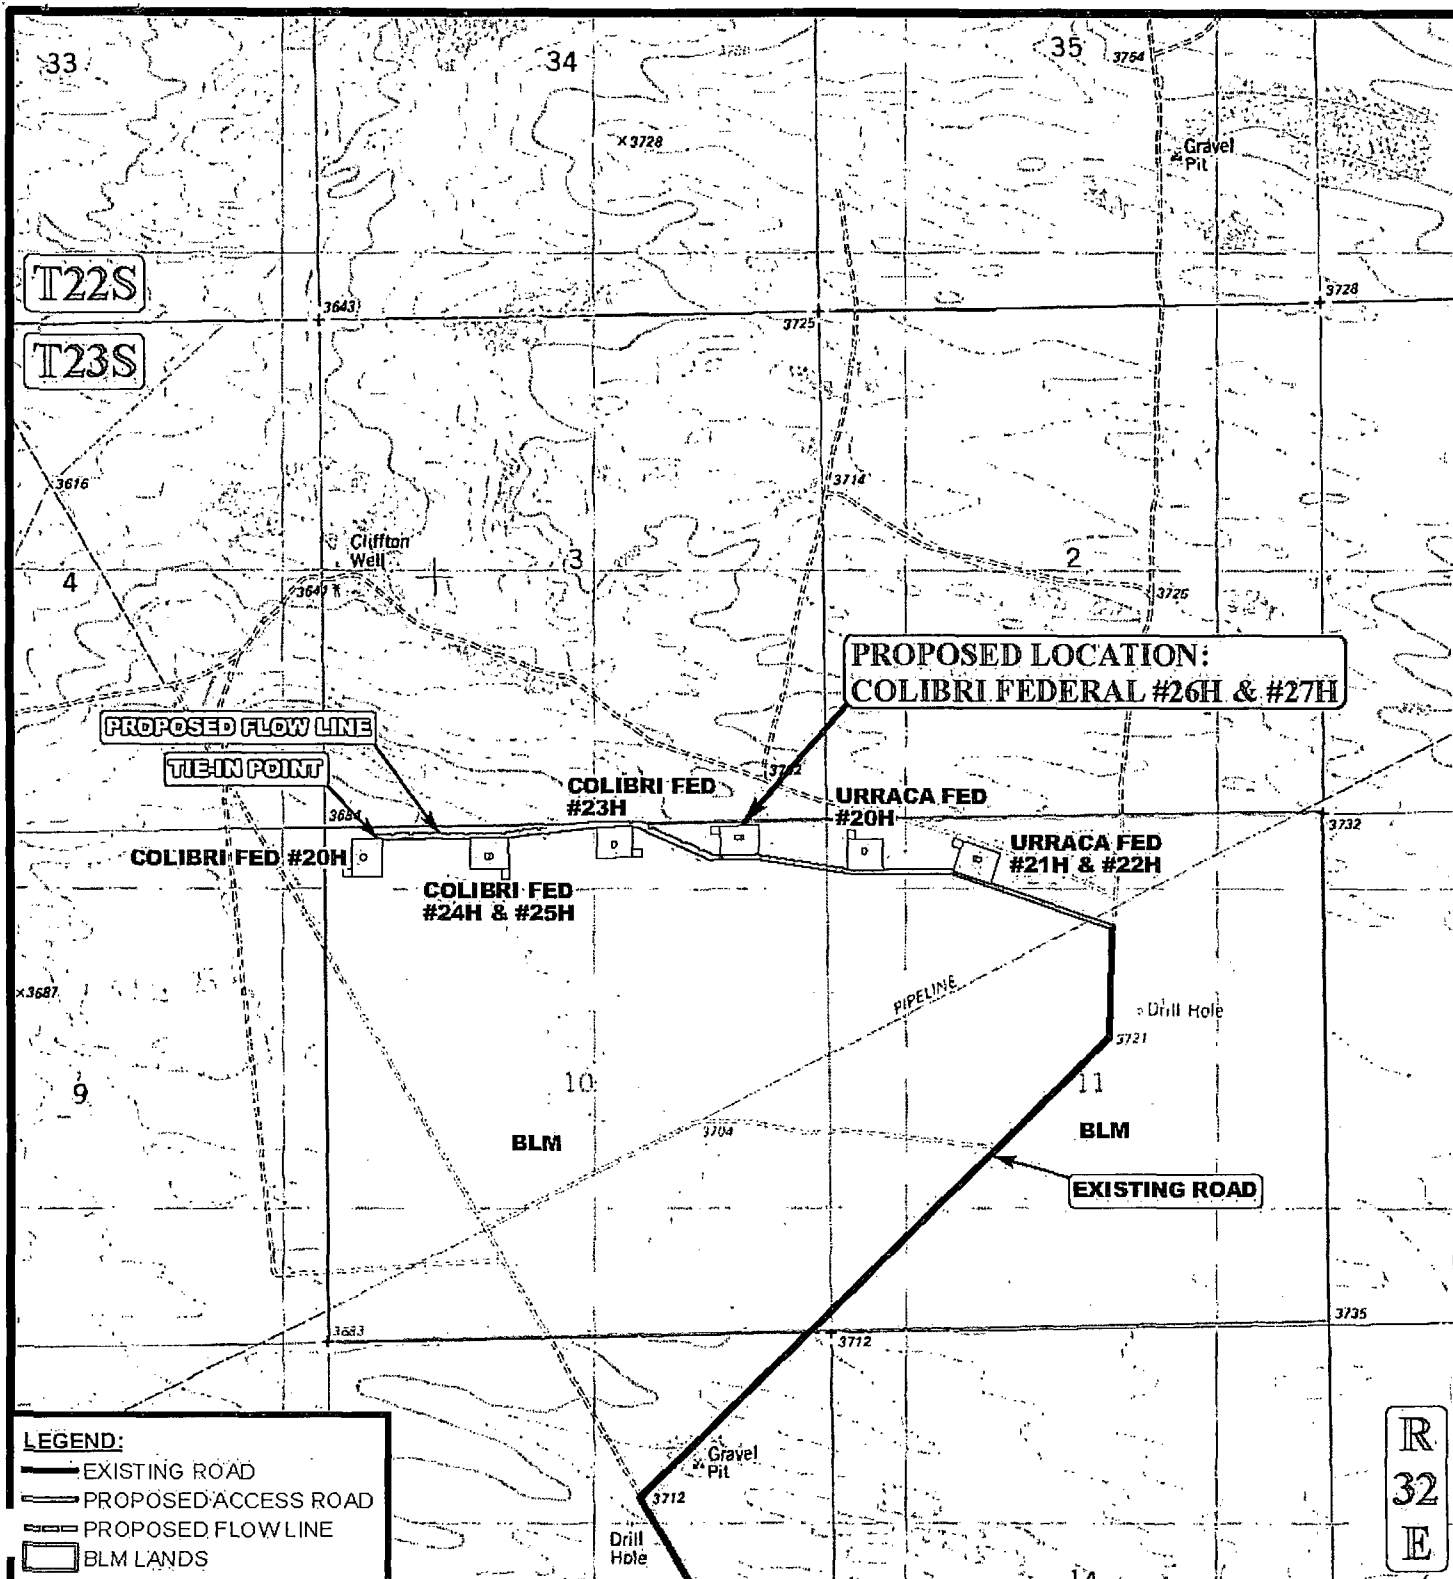 33
34
35
3764
×3728
Gravel
Pit
T22S
3643
3725
3728
T23S
3616
3714
Cliffton
Well
3
4
2
3726
PROPOSED LOCATION:
COLIBRI FEDERAL #26H & #27H
PROPOSED FLOW LINE
TIE-IN POINT
COLIBRI FED
#23H
URRACA FED
#20H
3732
COLIBRI FED #20H
URRACA FED
#21H & #22H
COLIBRI FED
#24H & #25H
×3687
PIPELINE
Drill Hole
3721
9
10
11
BLM
3704
BLM
EXISTING ROAD
3683
3712
3735
Gravel
Pit
3712
Drill
Hole
R
32
E
14
LEGEND:
EXISTING ROAD
PROPOSED ACCESS ROAD
PROPOSED FLOW LINE
BLM LANDS